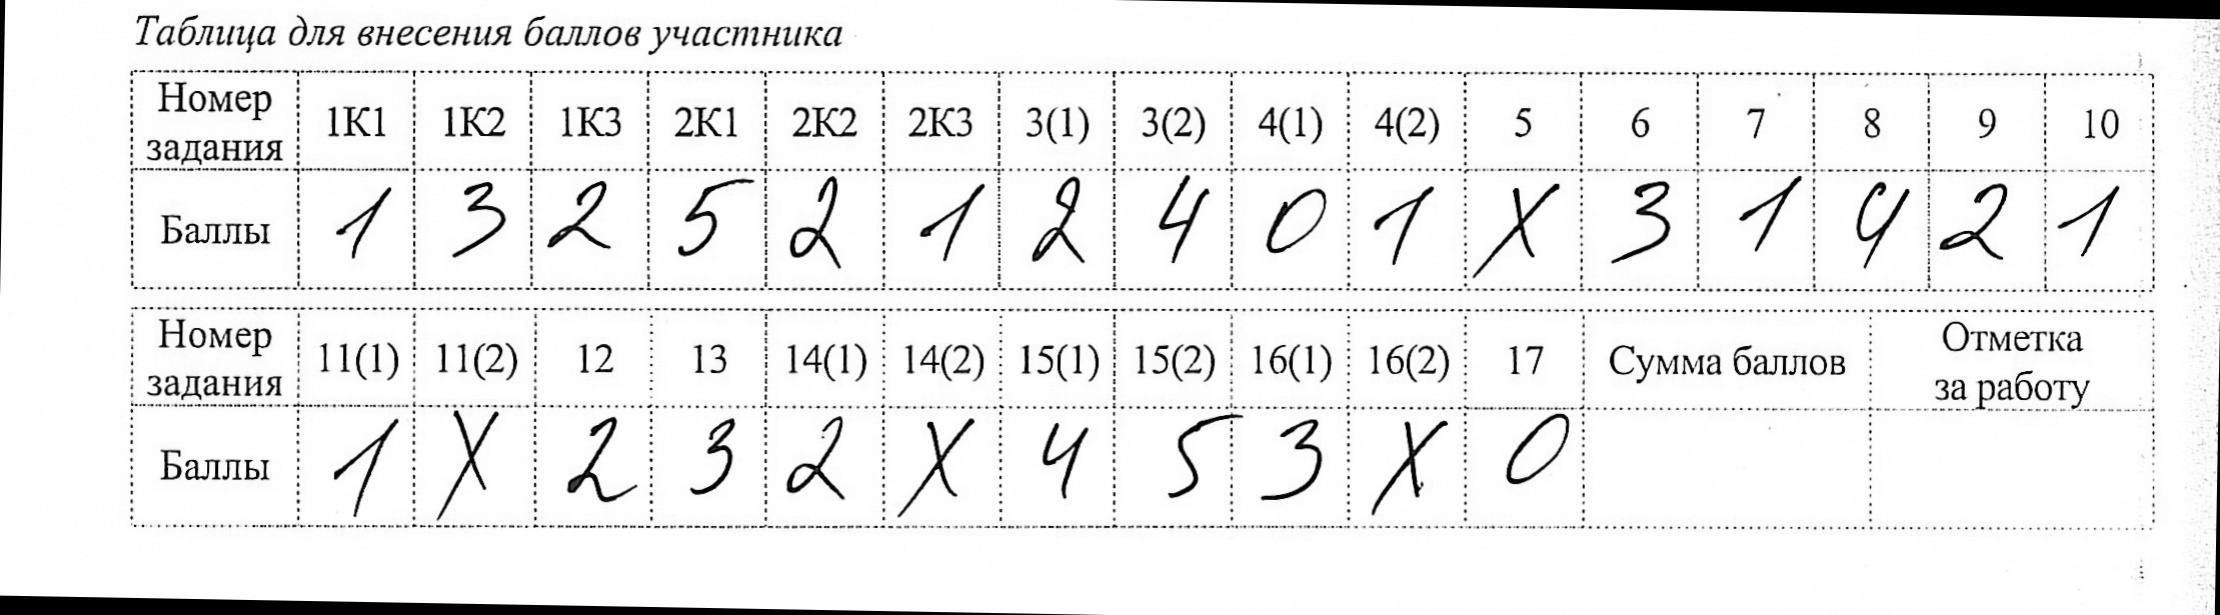 Таблица для внесения баллов участника
Номер задания 1К1 1К2 1К3 2К1 2К2 2К3 3(1) 3(2) 4(1) 4(2) 5 6 7 8 9 10
Баллы 1 3 2 5 2 1 2 4 0 1 X 3 1 4 2 1
Номер задания 11(1) 11(2) 12 13 14(1) 14(2) 15(1) 15(2) 16(1) 16(2) 17 Сумма баллов Отметка за работу
Баллы 1 X 2 3 2 X 4 5 3 X 0